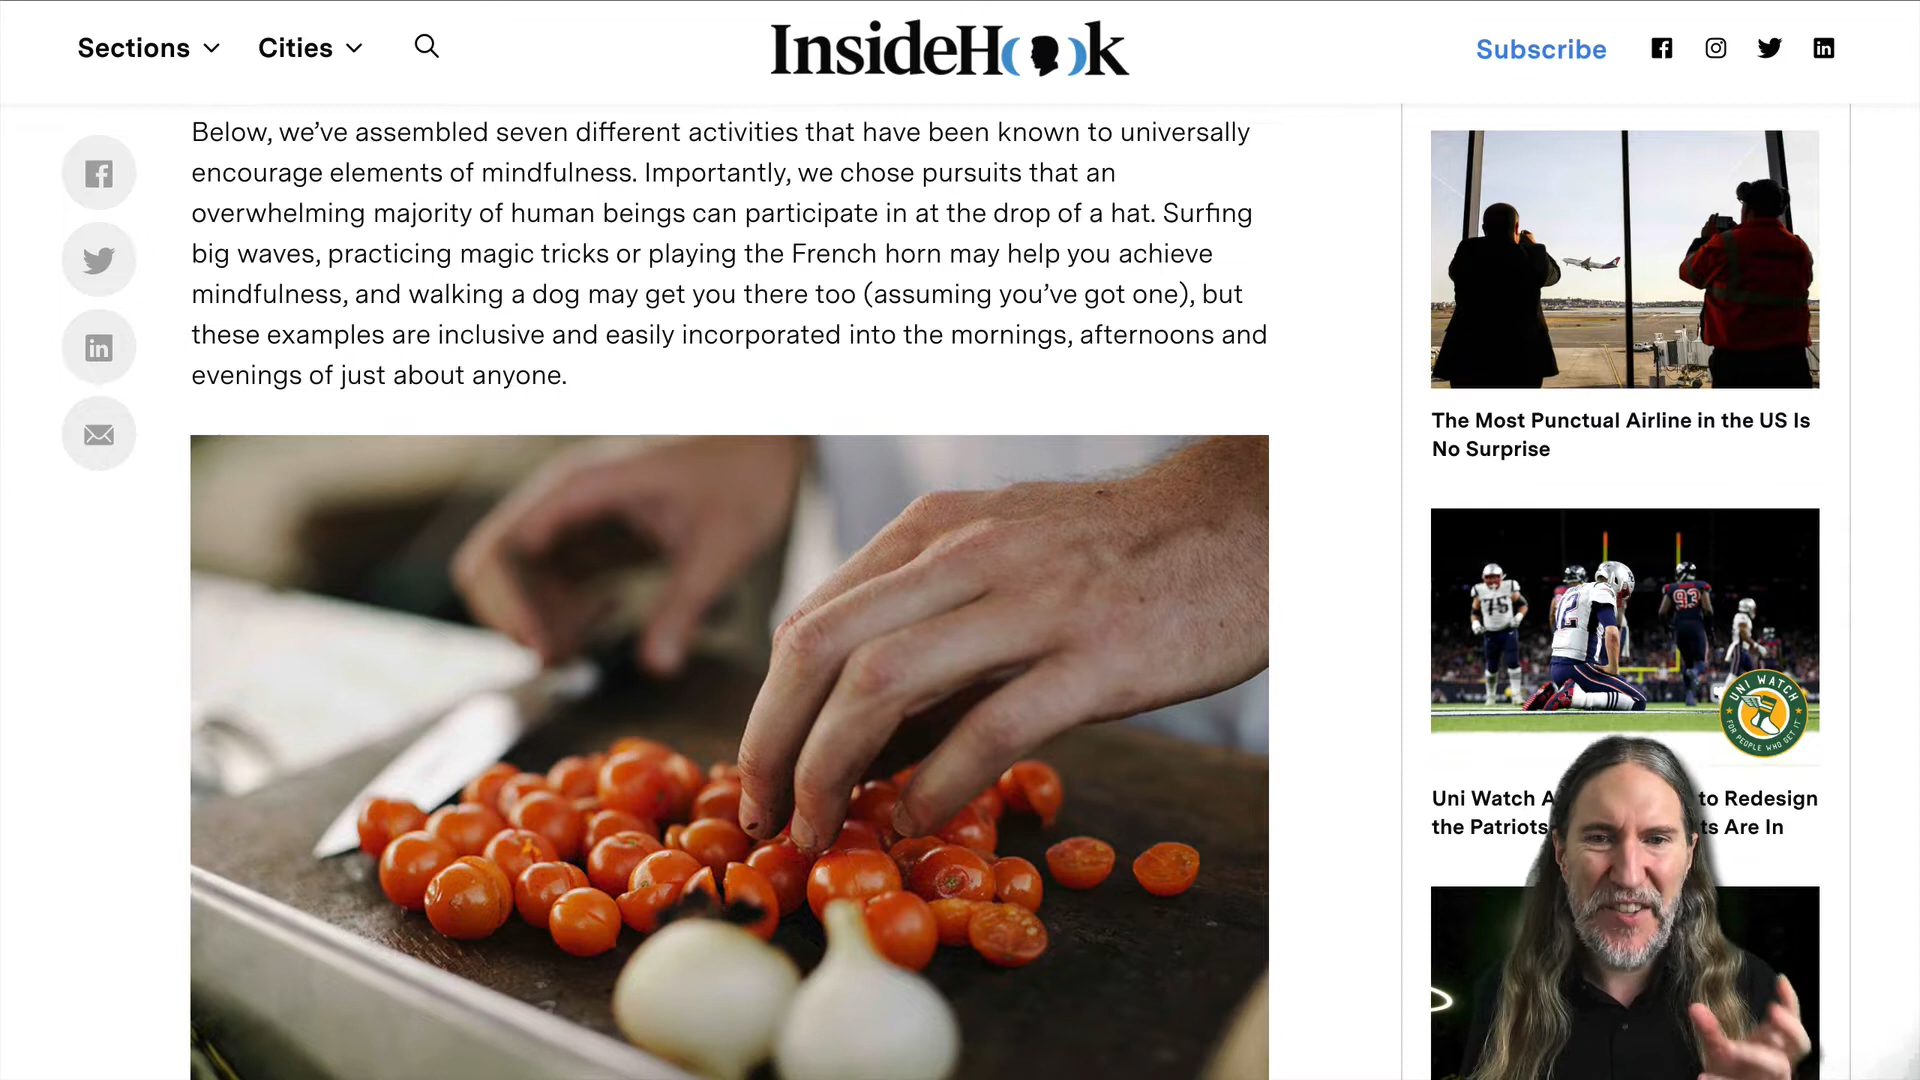 Sections
Cities
InsideHook
Subscribe
Below, we’ve assembled seven different activities that have been known to universally
encourage elements of mindfulness. Importantly, we chose pursuits that an
overwhelming majority of human beings can participate in at the drop of a hat. Surfing
big waves, practicing magic tricks or playing the French horn may help you achieve
mindfulness, and walking a dog may get you there too (assuming you’ve got one), but
these examples are inclusive and easily incorporated into the mornings, afternoons and
evenings of just about anyone.
The Most Punctual Airline in the US Is
No Surprise
75
12
93
UNI WATCH
FOR PEOPLE WHO GET IT
Uni Watch A to Redesign
the Patriots ts Are In